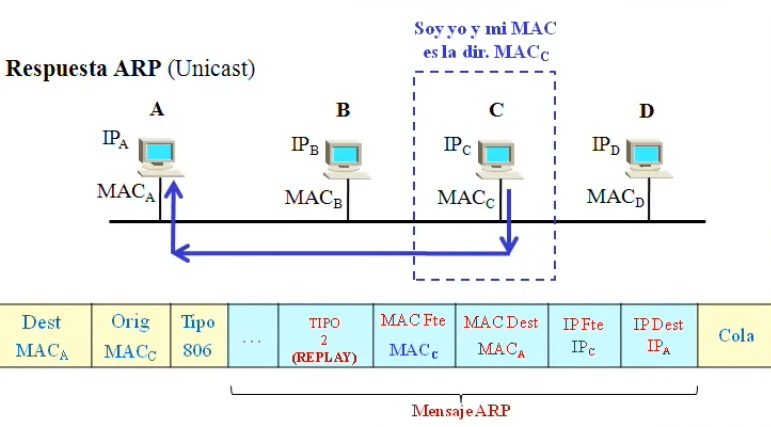 Soy yo y mi MAC
es la dir. MACC
Respuesta ARP (Unicast)
A B C D
IPA IPB IPC IPD
MACA MACB MACC MACD
Dest Orig Tipo TIPO MAC Fte MAC Dest IP Fte IP Dest Cola
MACA MACC 806 ... 2 MACC MACA IPC IPA
(REPLAY)
Mensaje ARP